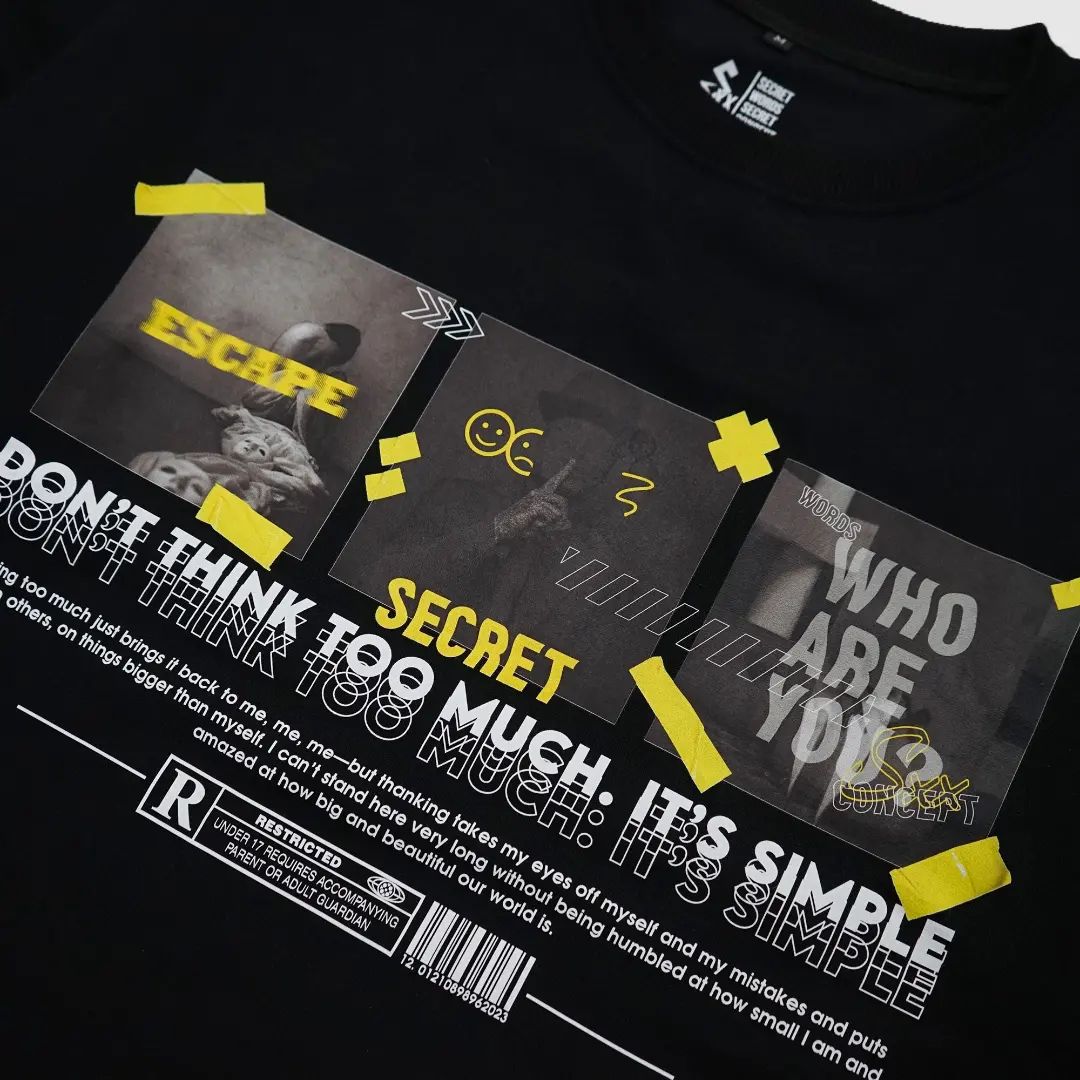 M
SECRET
WORDS
SECRET
ESCAPE
SECRET
WORDS
WHO
ARE
YOU?
Sxx
CONCEPT
DON'T THINK TOO MUCH. IT'S SIMPLE
DON'T THINK TOO MUCH. IT'S SIMPLE
ing too much just brings it back to me, me, me—but thanking takes my eyes off myself and my mistakes and puts
others, on things bigger than myself. I can't stand here very long without being humbled at how small I am and
amazed at how big and beautiful our world is.
R
RESTRICTED
UNDER 17 REQUIRES ACCOMPANYING
PARENT OR ADULT GUARDIAN
12. 01210898962023